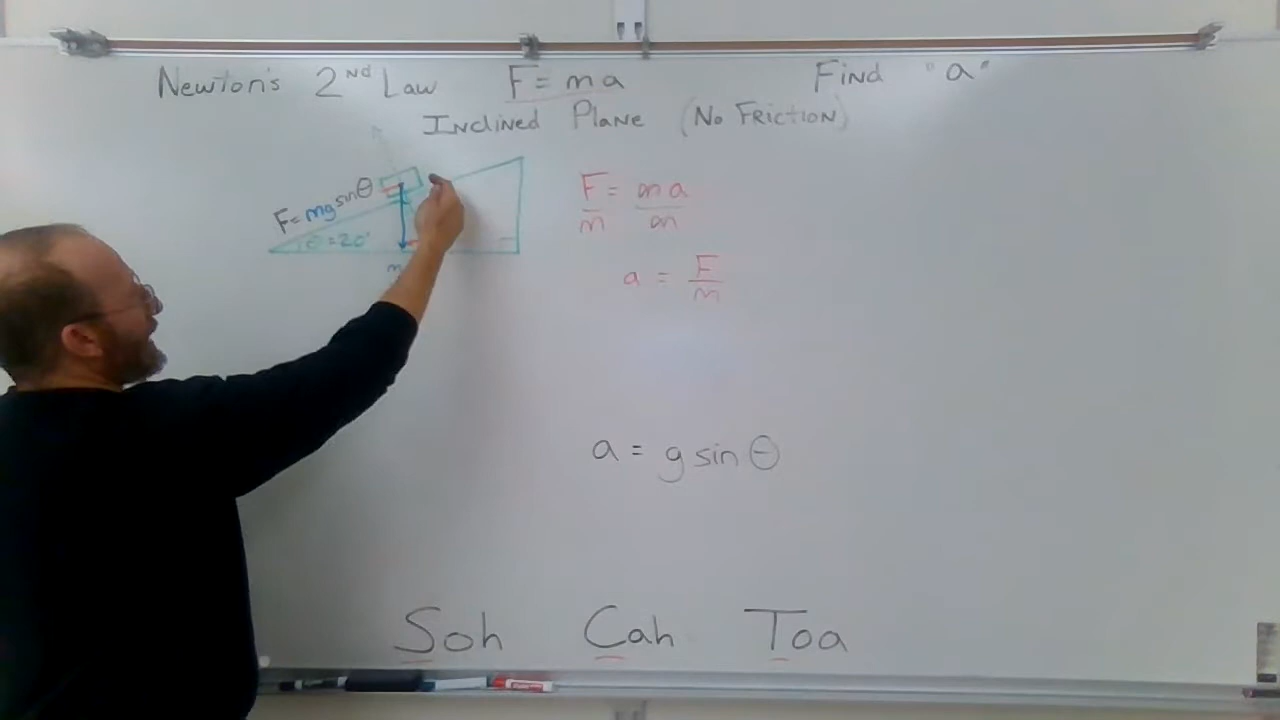 Newton's 2nd Law F = ma Find "a"
Inclined Plane (No Friction)
F = mg sin θ
θ = 20°
m
F/m = ma/m
a = F/m
a = g sin θ
Soh Cah Toa